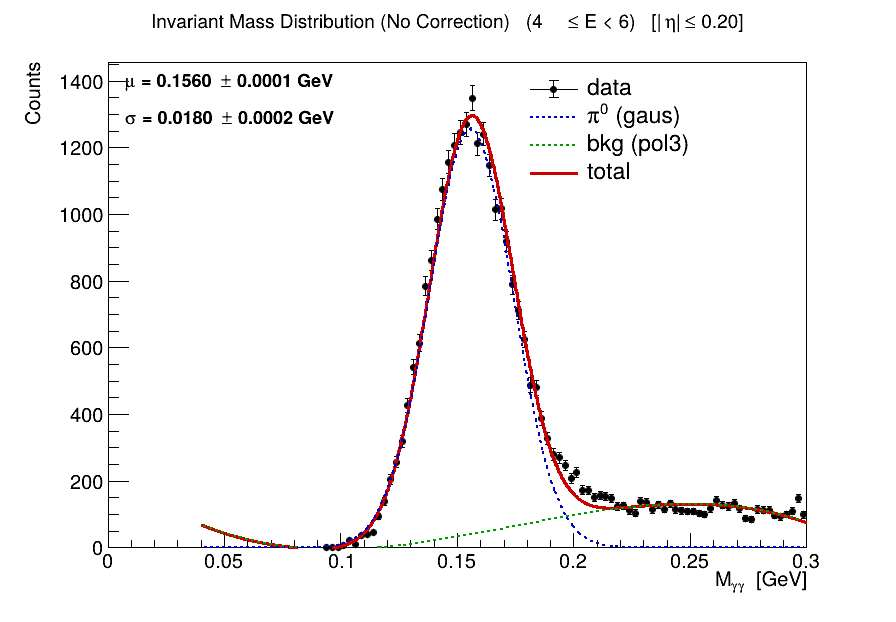 Invariant Mass Distribution (No Correction) (4 ≤ E < 6) [|η| ≤ 0.20]
Counts
μ = 0.1560 ± 0.0001 GeV
σ = 0.0180 ± 0.0002 GeV
data
π⁰ (gaus)
bkg (pol3)
total
1400
1200
1000
800
600
400
200
0
0 0.05 0.1 0.15 0.2 0.25 0.3
Mγγ [GeV]